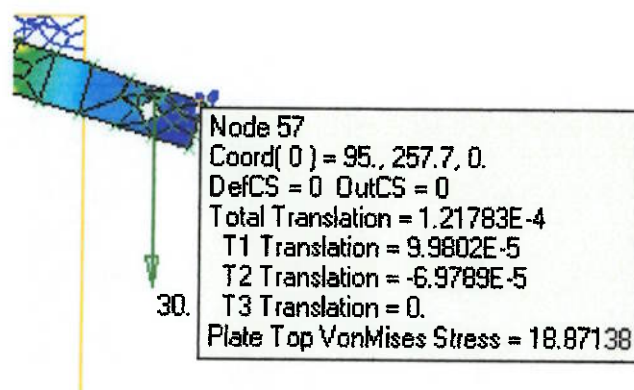 Node 57
Coord( 0 ) = 95., 257.7, 0.
DefCS = 0 OutCS = 0
Total Translation = 1.21783E-4
T1 Translation = 9.9802E-5
T2 Translation = -6.9789E-5
30. T3 Translation = 0.
Plate Top VonMises Stress = 18.87138